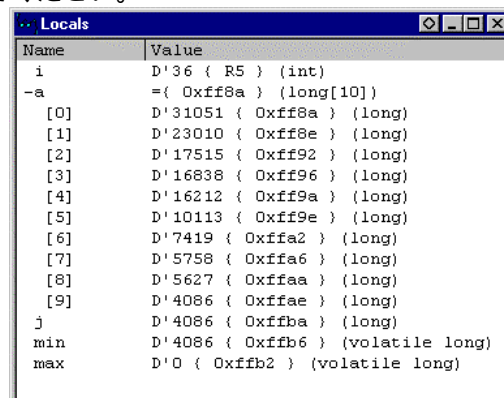 Locals
Name Value
i D'36 { R5 } (int)
-a ={ 0xff8a } (long[10])
[0] D'31051 { 0xff8a } (long)
[1] D'23010 { 0xff8e } (long)
[2] D'17515 { 0xff92 } (long)
[3] D'16838 { 0xff96 } (long)
[4] D'16212 { 0xff9a } (long)
[5] D'10113 { 0xff9e } (long)
[6] D'7419 { 0xffa2 } (long)
[7] D'5758 { 0xffa6 } (long)
[8] D'5627 { 0xffaa } (long)
[9] D'4086 { 0xffae } (long)
j D'4086 { 0xffba } (long)
min D'4086 { 0xffb6 } (volatile long)
max D'0 { 0xffb2 } (volatile long)